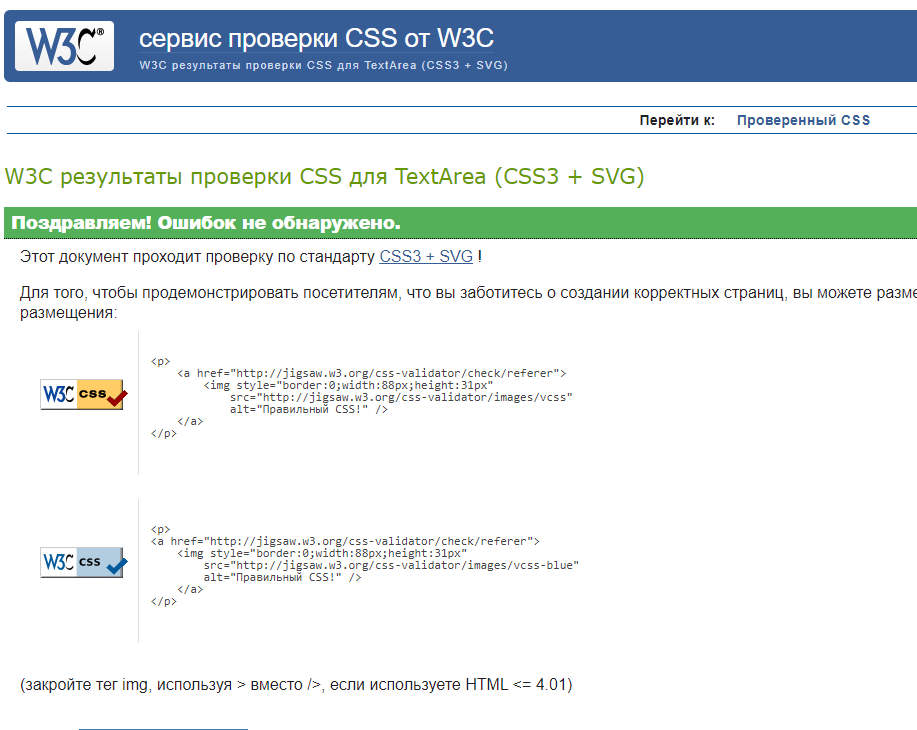 W3C® сервис проверки CSS от W3C
W3C результаты проверки CSS для TextArea (CSS3 + SVG)
Перейти к: Проверенный CSS
W3C результаты проверки CSS для TextArea (CSS3 + SVG)
Поздравляем! Ошибок не обнаружено.
Этот документ проходит проверку по стандарту CSS3 + SVG !
Для того, чтобы продемонстрировать посетителям, что вы заботитесь о создании корректных страниц, вы можете разме
размещения:
W3C css
<p>
<a href="http://jigsaw.w3.org/css-validator/check/referer">
<img style="border:0;width:88px;height:31px"
src="http://jigsaw.w3.org/css-validator/images/vcss"
alt="Правильный CSS!" />
</a>
</p>
W3C css
<p>
<a href="http://jigsaw.w3.org/css-validator/check/referer">
<img style="border:0;width:88px;height:31px"
src="http://jigsaw.w3.org/css-validator/images/vcss-blue"
alt="Правильный CSS!" />
</a>
</p>
(закройте тег img, используя > вместо />, если используете HTML <= 4.01)